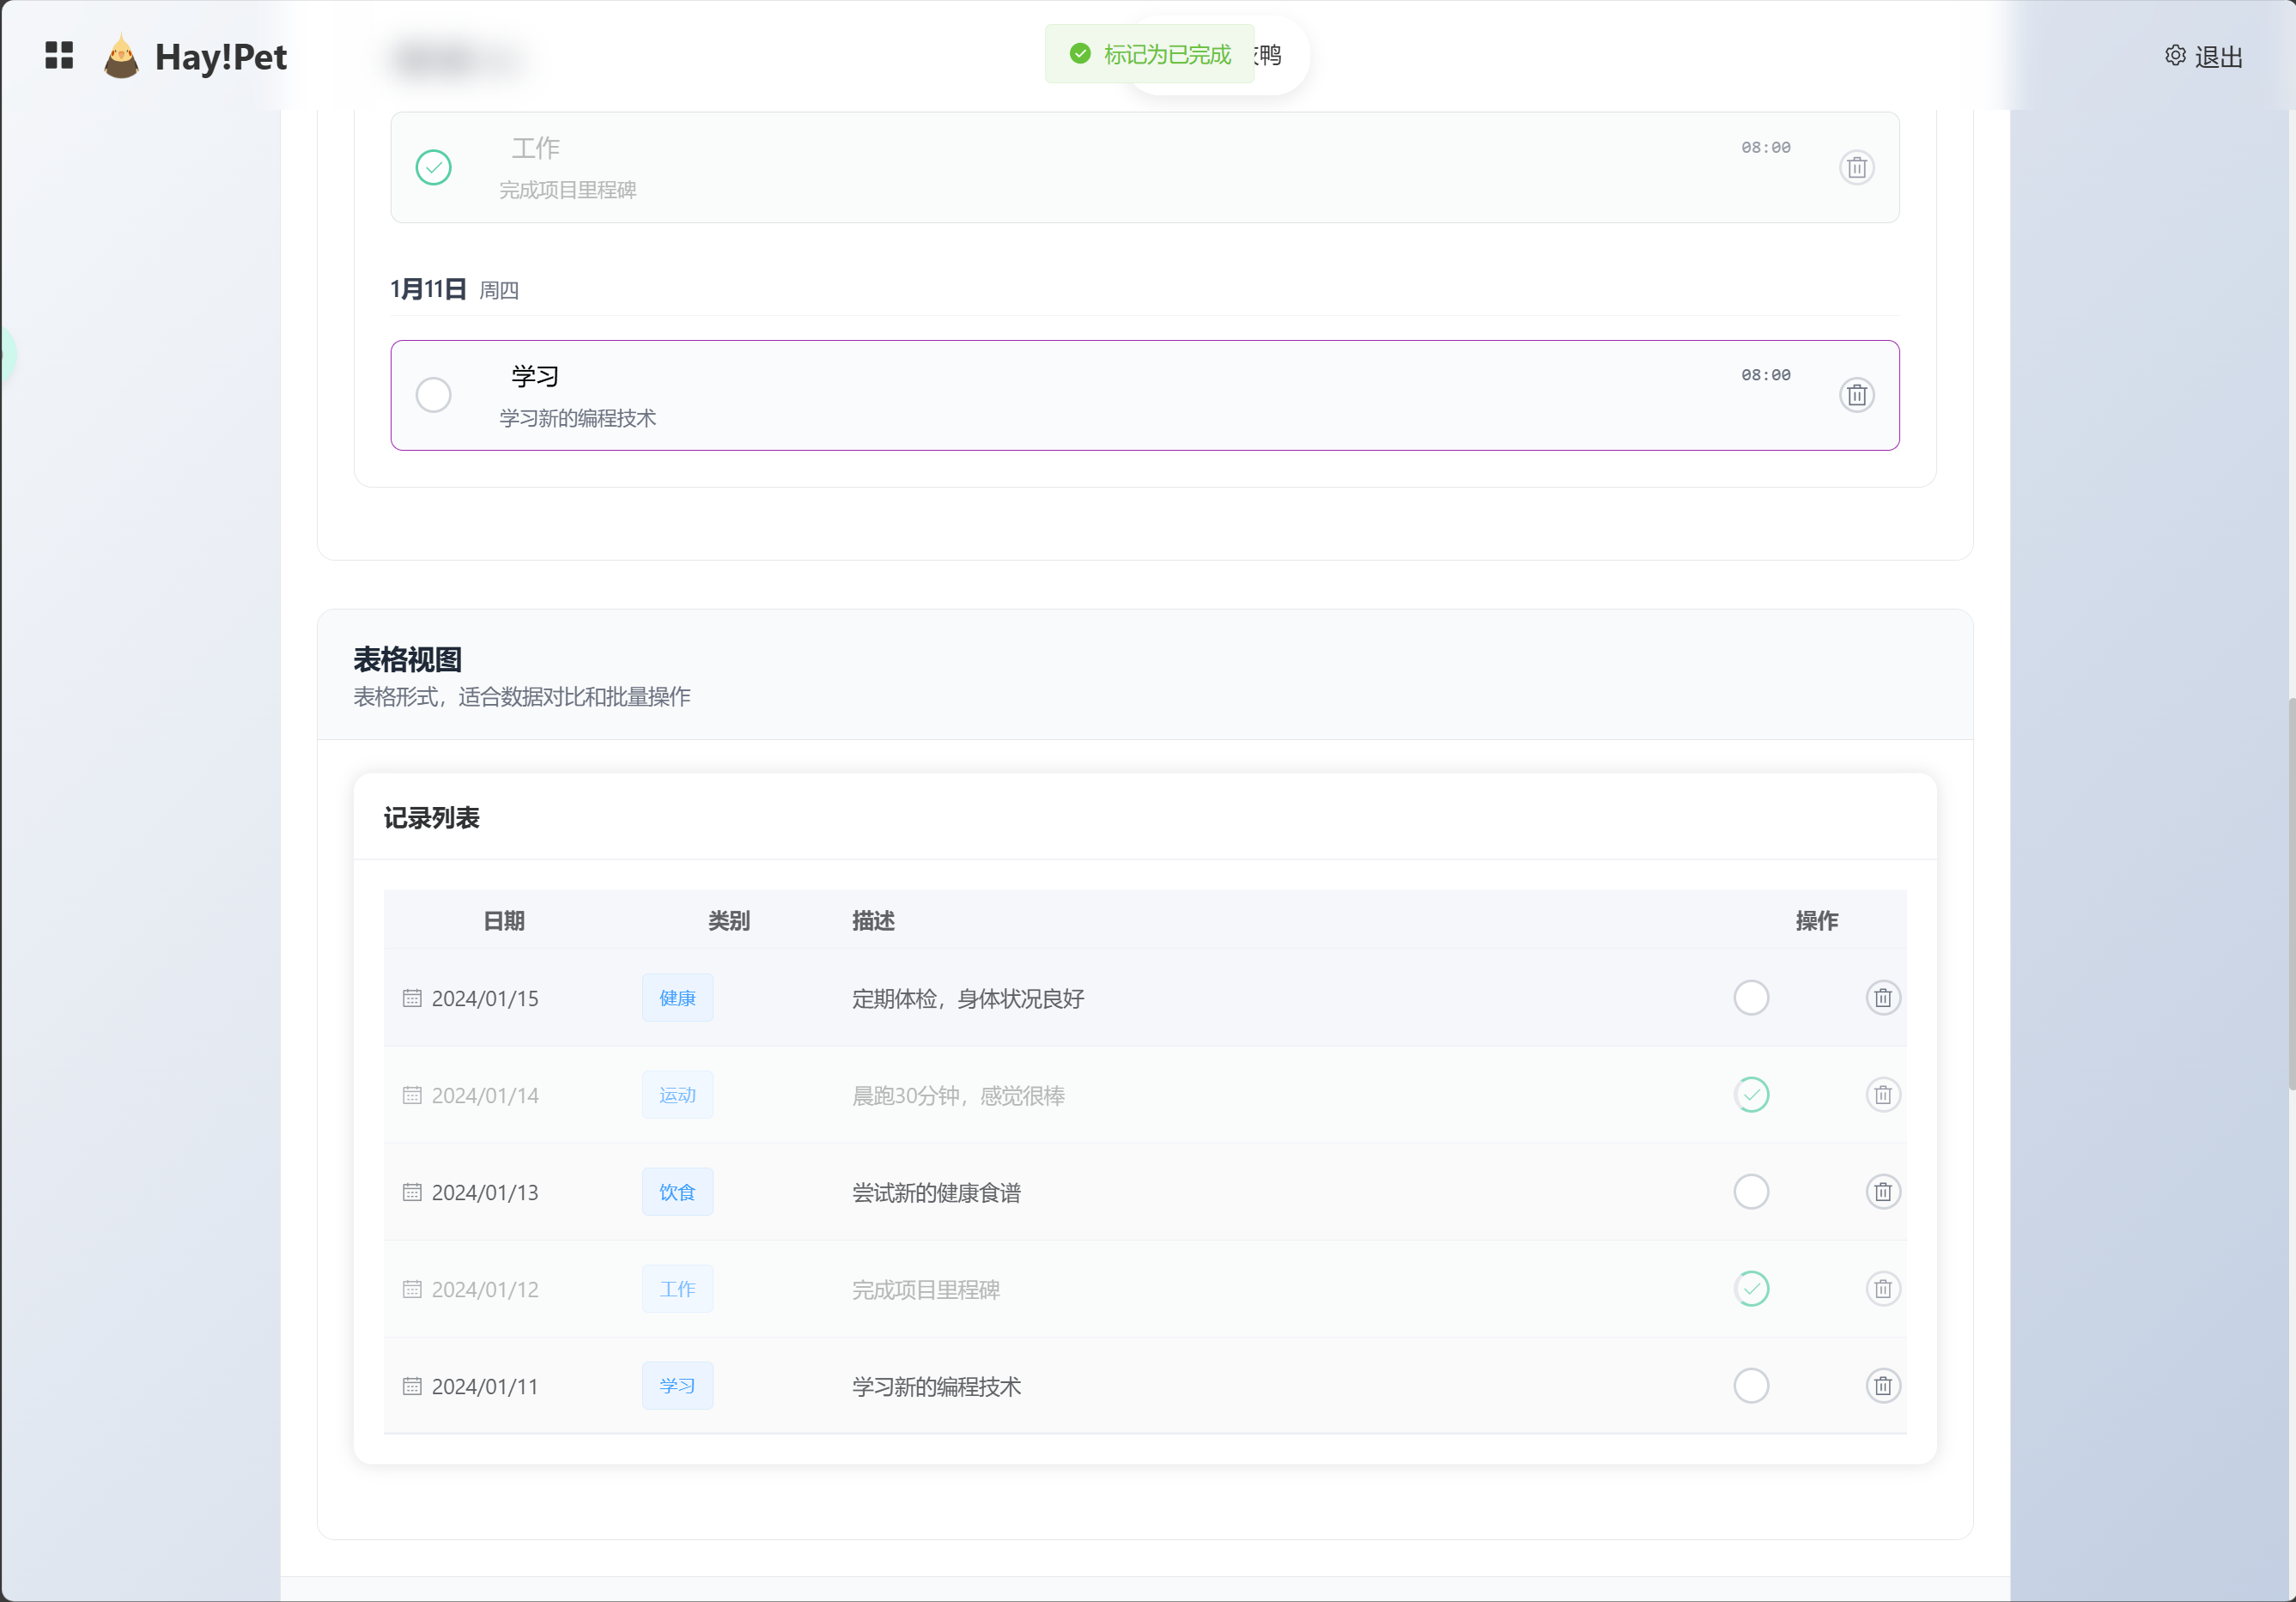 Hay!Pet
标记为已完成
鸭
退出
工作
08:00
完成项目里程碑
1月11日 周四
学习
08:00
学习新的编程技术
表格视图
表格形式，适合数据对比和批量操作
记录列表
日期 类别 描述 操作
2024/01/15 健康 定期体检，身体状况良好
2024/01/14 运动 晨跑30分钟，感觉很棒
2024/01/13 饮食 尝试新的健康食谱
2024/01/12 工作 完成项目里程碑
2024/01/11 学习 学习新的编程技术